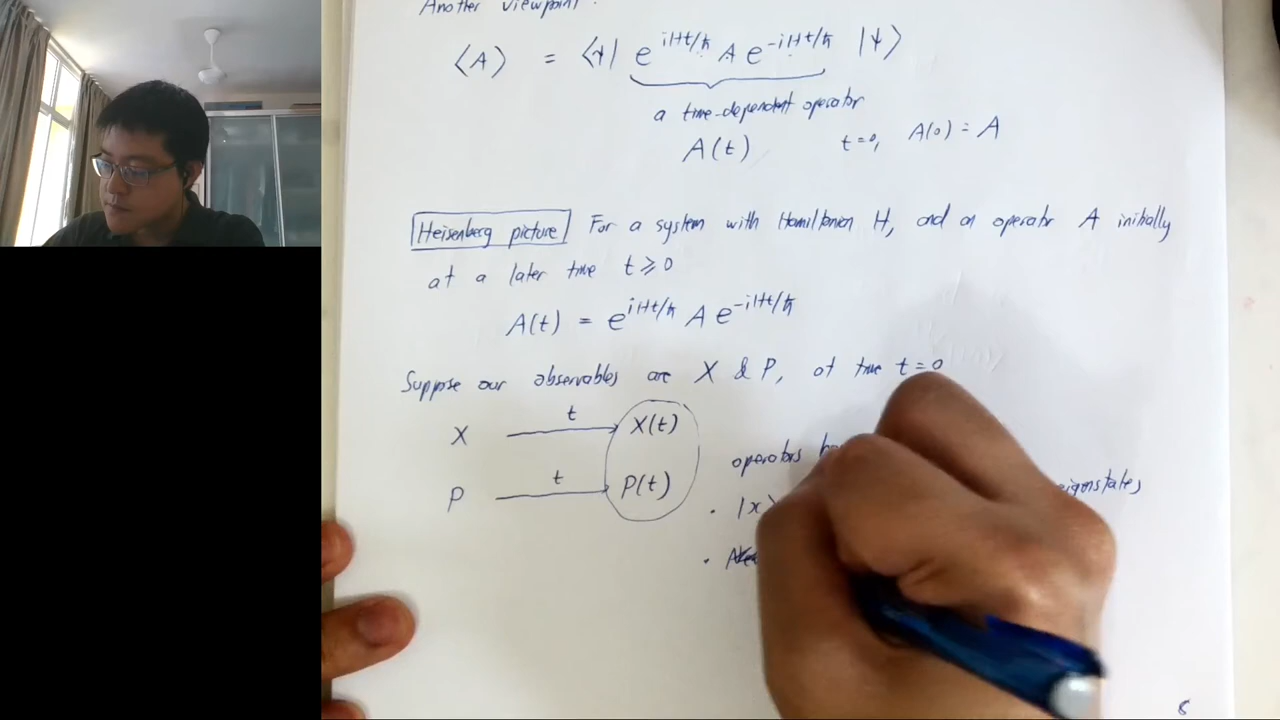 Another viewpoint:
⟨A⟩ = ⟨ψ| e^{iHt/ħ} A e^{-iHt/ħ} |ψ⟩
a time-dependent operator
A(t) t=0, A(0) = A
Heisenberg picture For a system with Hamiltonian H, and an operator A initially
at a later time t ≥ 0
A(t) = e^{iHt/ħ} A e^{-iHt/ħ}
Suppose our observables are X & P, at time t = 0
X t X(t)
operators
P t P(t)
• |x⟩ eigenstates
•
8